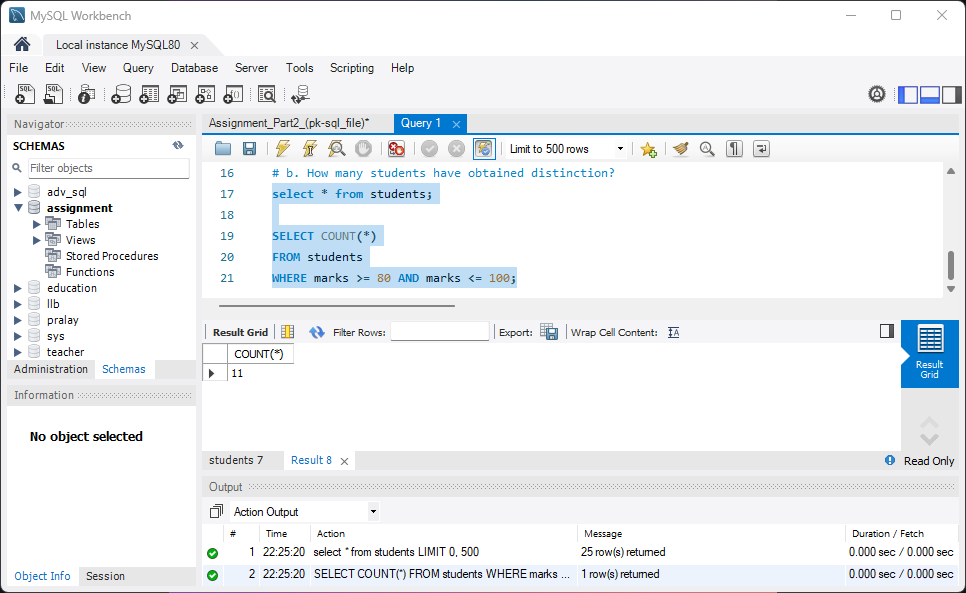 MySQL Workbench
Local instance MySQL80
File Edit View Query Database Server Tools Scripting Help
Navigator
SCHEMAS
Filter objects
adv_sql
assignment
Tables
Views
Stored Procedures
Functions
education
llb
pralay
sys
teacher
Administration Schemas
Information
No object selected
Object Info Session
Assignment_Part2_(pk-sql_file)* Query 1
Limit to 500 rows
16 # b. How many students have obtained distinction?
17 select * from students;
18
19 SELECT COUNT(*)
20 FROM students
21 WHERE marks >= 80 AND marks <= 100;
Result Grid Filter Rows: Export: Wrap Cell Content:
COUNT(*)
11
Result Grid
students 7 Result 8
Read Only
Output
Action Output
# Time Action Message Duration / Fetch
1 22:25:20 select * from students LIMIT 0, 500 25 row(s) returned 0.000 sec / 0.000 sec
2 22:25:20 SELECT COUNT(*) FROM students WHERE marks ... 1 row(s) returned 0.000 sec / 0.000 sec